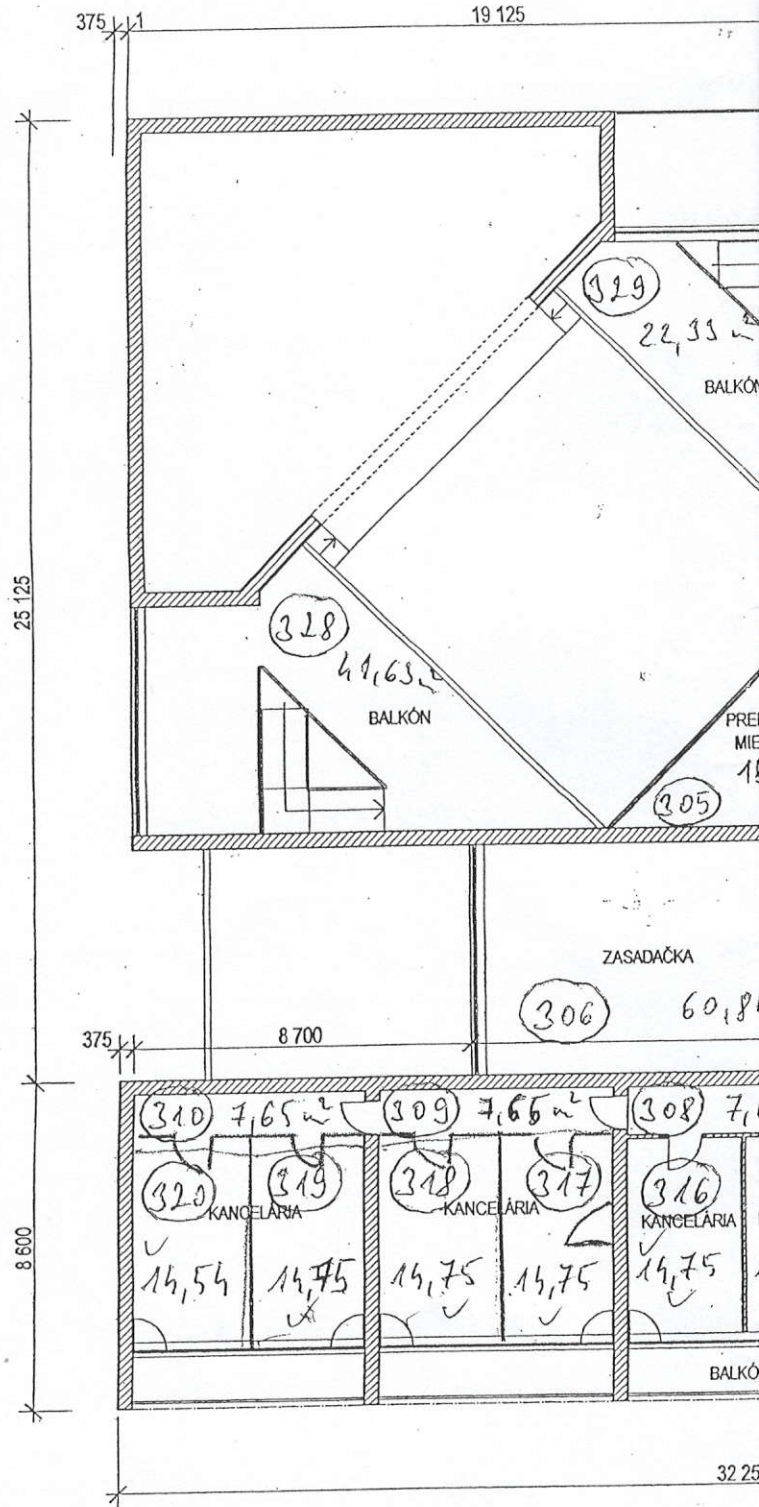 375 1 19 125
329
22,33 m²
BALKÓN
25 125
328
41,63 m²
BALKÓN
305
ZASADAČKA
306 60,8
375 8 700
310 7,65 m² 309 7,65 m² 308 7,
320 319 318 317 316
KANCELÁRIA KANCELÁRIA KANCELÁRIA
14,54 14,75 14,75 14,75 14,75
8 600
BALKÓ
32 25